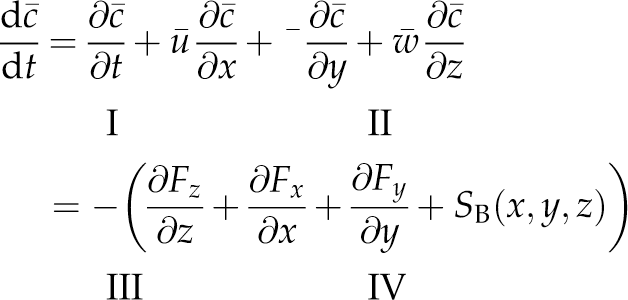 dc̄/dt = ∂c̄/∂t + ū ∂c̄/∂x + ¯ ∂c̄/∂y + w̄ ∂c̄/∂z
I II
= −(∂F_z/∂z + ∂F_x/∂x + ∂F_y/∂y + S_B(x, y, z))
III IV